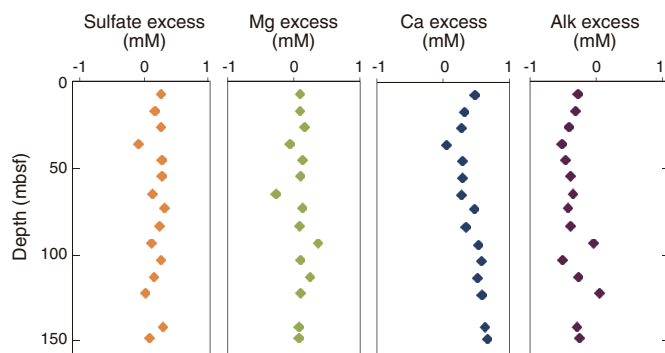 Sulfate excess
(mM)
Mg excess
(mM)
Ca excess
(mM)
Alk excess
(mM)
-1 0 1
-1 0 1
-1 0 1
-1 0 1
0
50
100
150
Depth (mbsf)